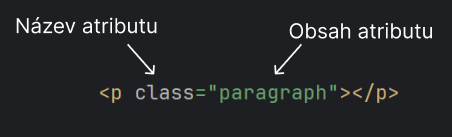 Název atributu
Obsah atributu
<p class="paragraph"></p>